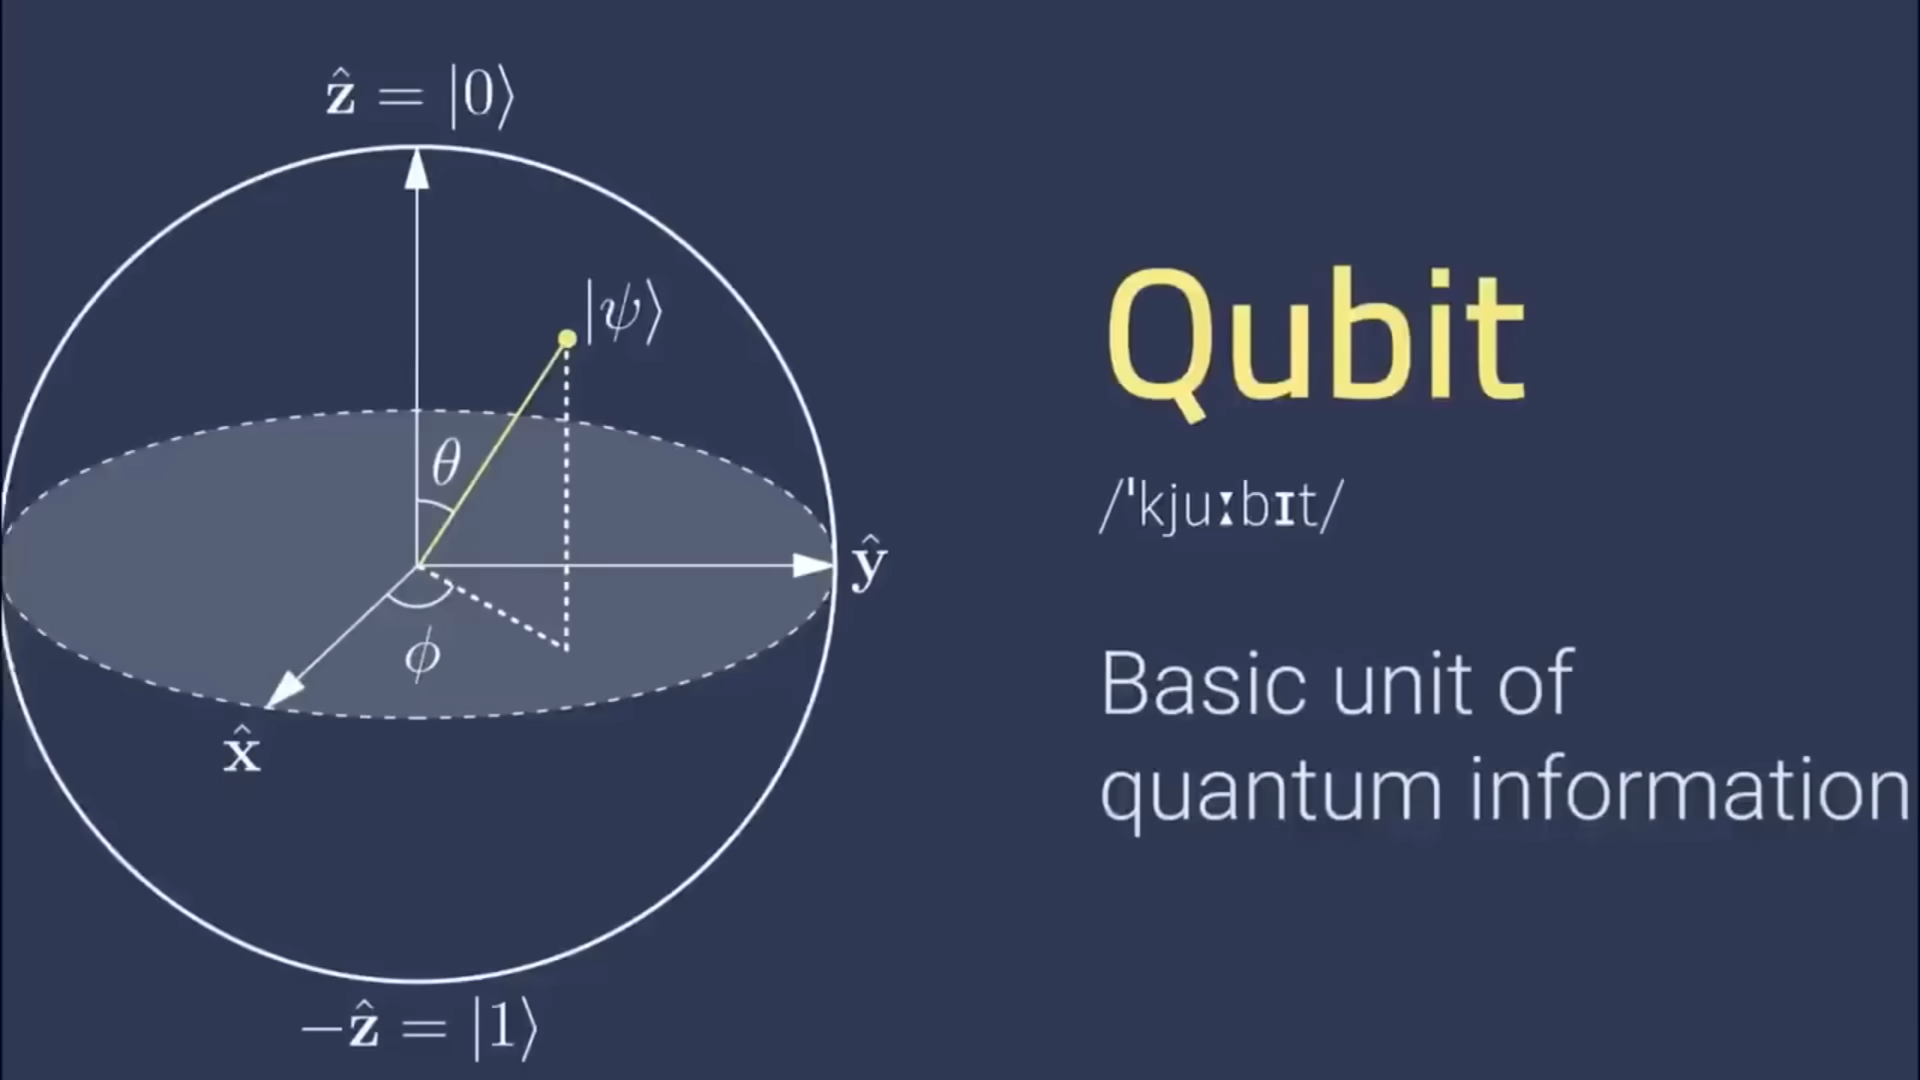 ẑ = |0⟩
|ψ⟩
θ
ŷ
ϕ
x̂
−ẑ = |1⟩
Qubit
/ˈkjuːbɪt/
Basic unit of
quantum information